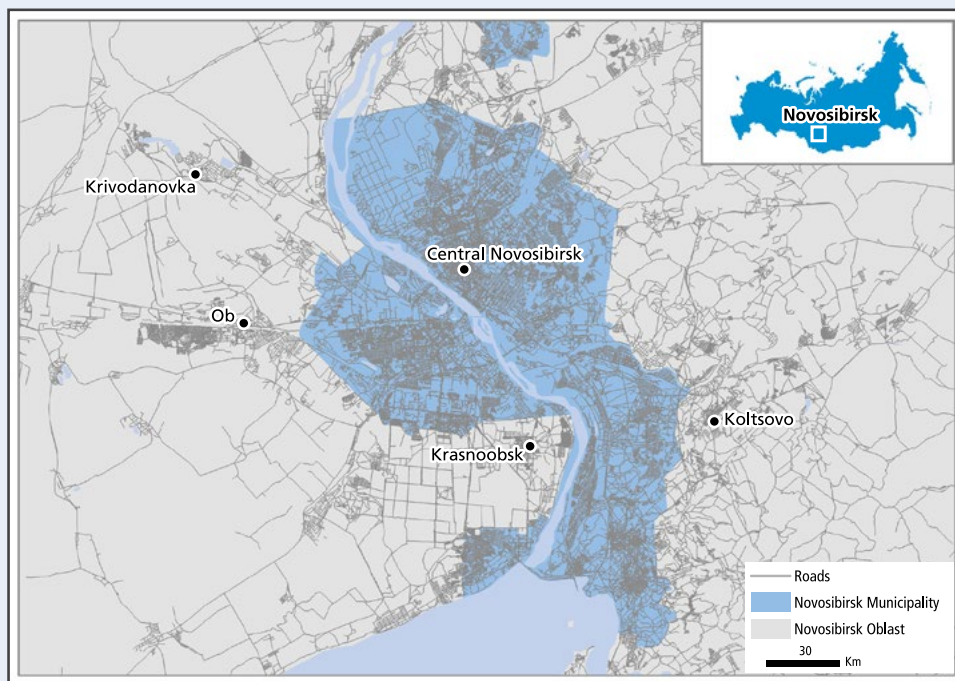 Novosibirsk
Krivodanovka
Central Novosibirsk
Ob
Koltsovo
Krasnoobsk
Roads
Novosibirsk Municipality
Novosibirsk Oblast
30
Km